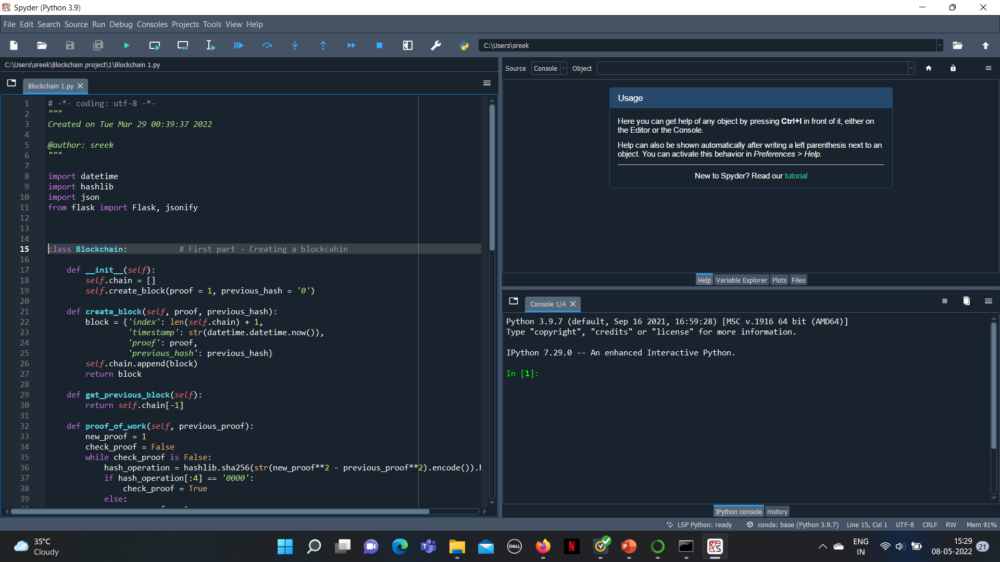 Spyder (Python 3.9)
File Edit Search Source Run Debug Consoles Projects Tools View Help
C:\Users\sreek
C:\Users\sreek\Blockchain project\1\Blockchain 1.py
Blockchain 1.py
1 # -*- coding: utf-8 -*-
2 """
3 Created on Tue Mar 29 00:39:37 2022
4
5 @author: sreek
6 """
7
8 import datetime
9 import hashlib
10 import json
11 from flask import Flask, jsonify
12
13
14
15 class Blockchain: # First part - Creating a blockcahin
16
17 def __init__(self):
18 self.chain = []
19 self.create_block(proof = 1, previous_hash = '0')
20
21 def create_block(self, proof, previous_hash):
22 block = {'index': len(self.chain) + 1,
23 'timestamp': str(datetime.datetime.now()),
24 'proof': proof,
25 'previous_hash': previous_hash}
26 self.chain.append(block)
27 return block
28
29 def get_previous_block(self):
30 return self.chain[-1]
31
32 def proof_of_work(self, previous_proof):
33 new_proof = 1
34 check_proof = False
35 while check_proof is False:
36 hash_operation = hashlib.sha256(str(new_proof**2 - previous_proof**2).encode()).
37 if hash_operation[:4] == '0000':
38 check_proof = True
39 else:
Source Console Object
Usage
Here you can get help of any object by pressing Ctrl+I in front of it, either on
the Editor or the Console.
Help can also be shown automatically after writing a left parenthesis next to an
object. You can activate this behavior in Preferences > Help.
New to Spyder? Read our tutorial
Help Variable Explorer Plots Files
Console 1/A
Python 3.9.7 (default, Sep 16 2021, 16:59:28) [MSC v.1916 64 bit (AMD64)]
Type "copyright", "credits" or "license" for more information.
IPython 7.29.0 -- An enhanced Interactive Python.
In [1]:
IPython console History
LSP Python: ready conda: base (Python 3.9.7) Line 15, Col 1 UTF-8 CRLF RW Mem 91%
35°C
Cloudy
DELL
N
ENG
IN
15:29
08-05-2022
21